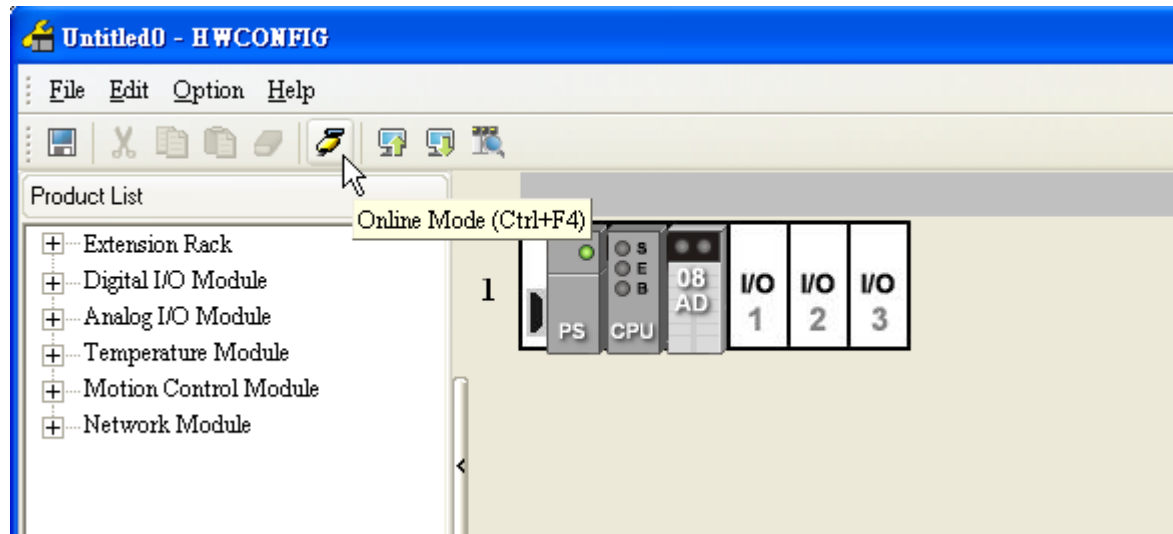 Untitled0 - HWCONFIG
File Edit Option Help
Product List
Online Mode (Ctrl+F4)
Extension Rack
Digital I/O Module
Analog I/O Module
Temperature Module
Motion Control Module
Network Module
1
PS
S
E
B
CPU
08
AD
I/O
1
I/O
2
I/O
3
<